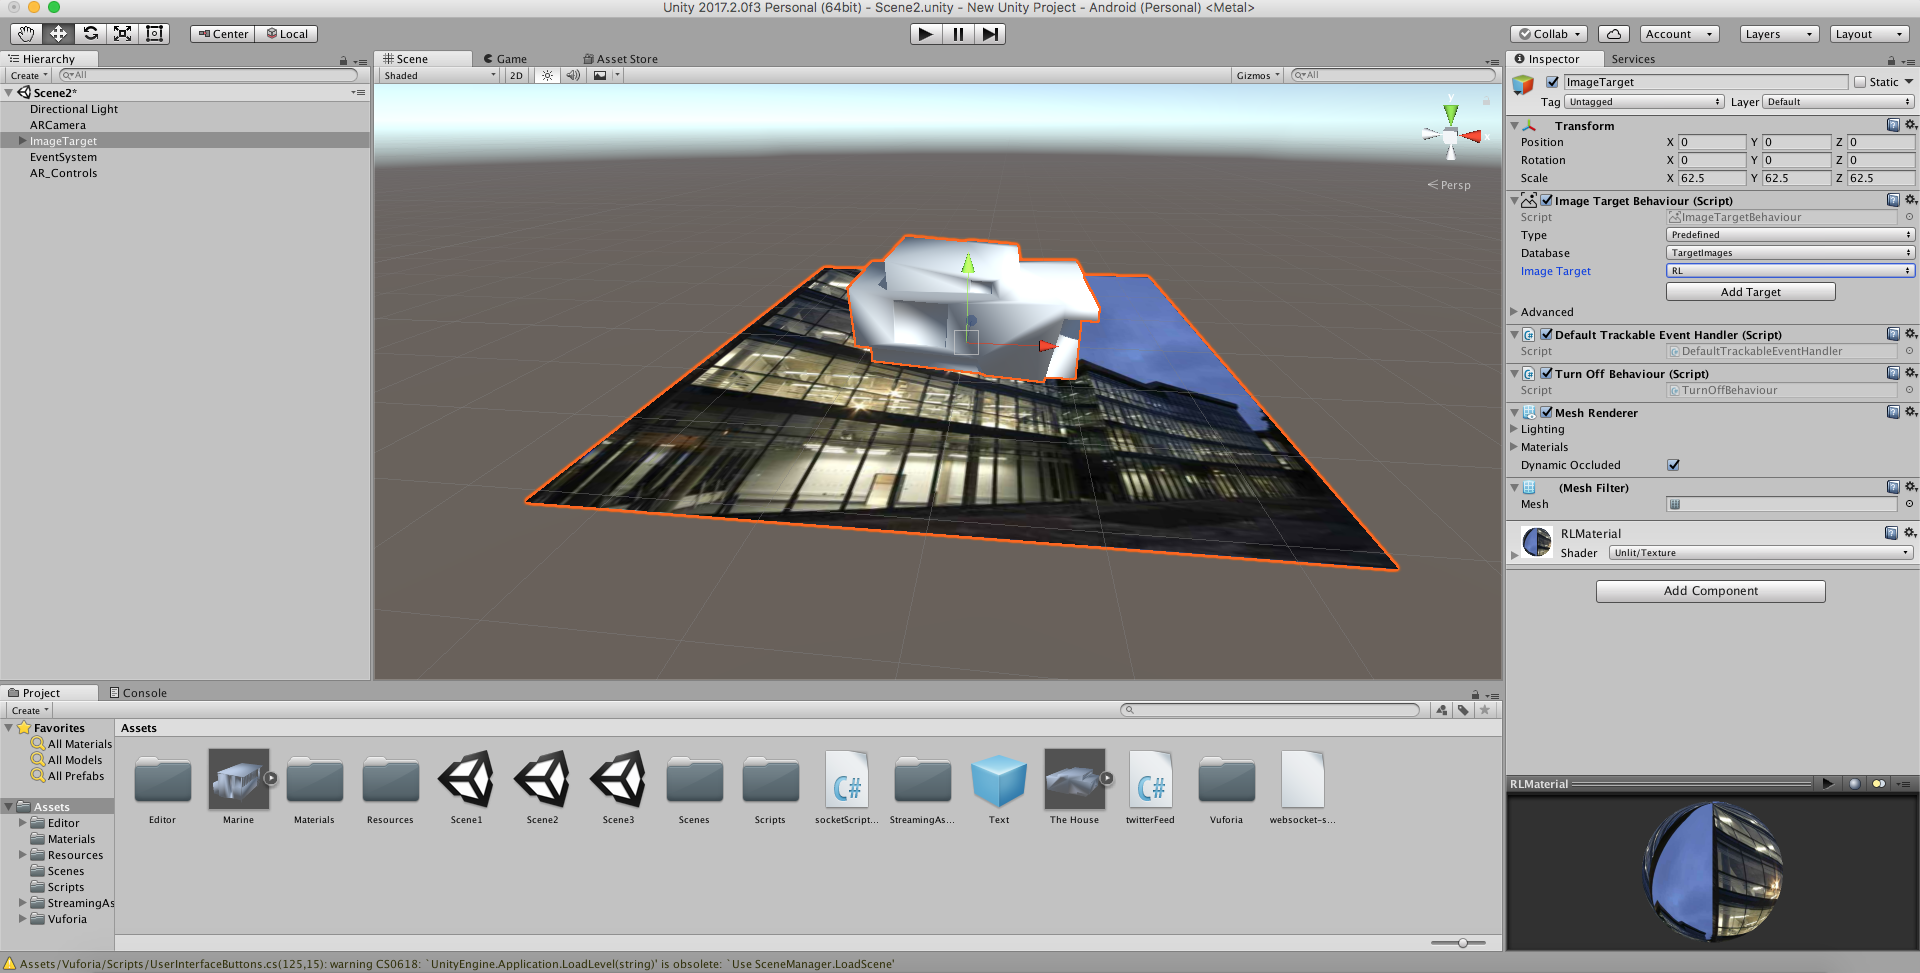 Unity 2017.2.0f3 Personal (64bit) - Scene2.unity - New Unity Project - Android (Personal) <Metal>
Center Local
Collab Account Layers Layout
Hierarchy
Create All
Scene2*
Directional Light
ARCamera
ImageTarget
EventSystem
AR_Controls
Scene Game Asset Store
Shaded 2D Gizmos All
y
x
Persp
Inspector Services
ImageTarget Static
Tag Untagged Layer Default
Transform
Position X 0 Y 0 Z 0
Rotation X 0 Y 0 Z 0
Scale X 62.5 Y 62.5 Z 62.5
Image Target Behaviour (Script)
Script ImageTargetBehaviour
Type Predefined
Database TargetImages
Image Target RL
Add Target
Advanced
Default Trackable Event Handler (Script)
Script DefaultTrackableEventHandler
Turn Off Behaviour (Script)
Script TurnOffBehaviour
Mesh Renderer
Lighting
Materials
Dynamic Occluded
(Mesh Filter)
Mesh
RLMaterial
Shader Unlit/Texture
Add Component
RLMaterial
Project Console
Create
Favorites
All Materials
All Models
All Prefabs
Assets
Editor
Materials
Resources
Scenes
Scripts
StreamingAs
Vuforia
Assets
C# C#
Editor Marine Materials Resources Scene1 Scene2 Scene3 Scenes Scripts socketScript... StreamingAs... Text The House twitterFeed Vuforia websocket-s...
Assets/Vuforia/Scripts/UserInterfaceButtons.cs(125,15): warning CS0618: `UnityEngine.Application.LoadLevel(string)' is obsolete: `Use SceneManager.LoadScene'